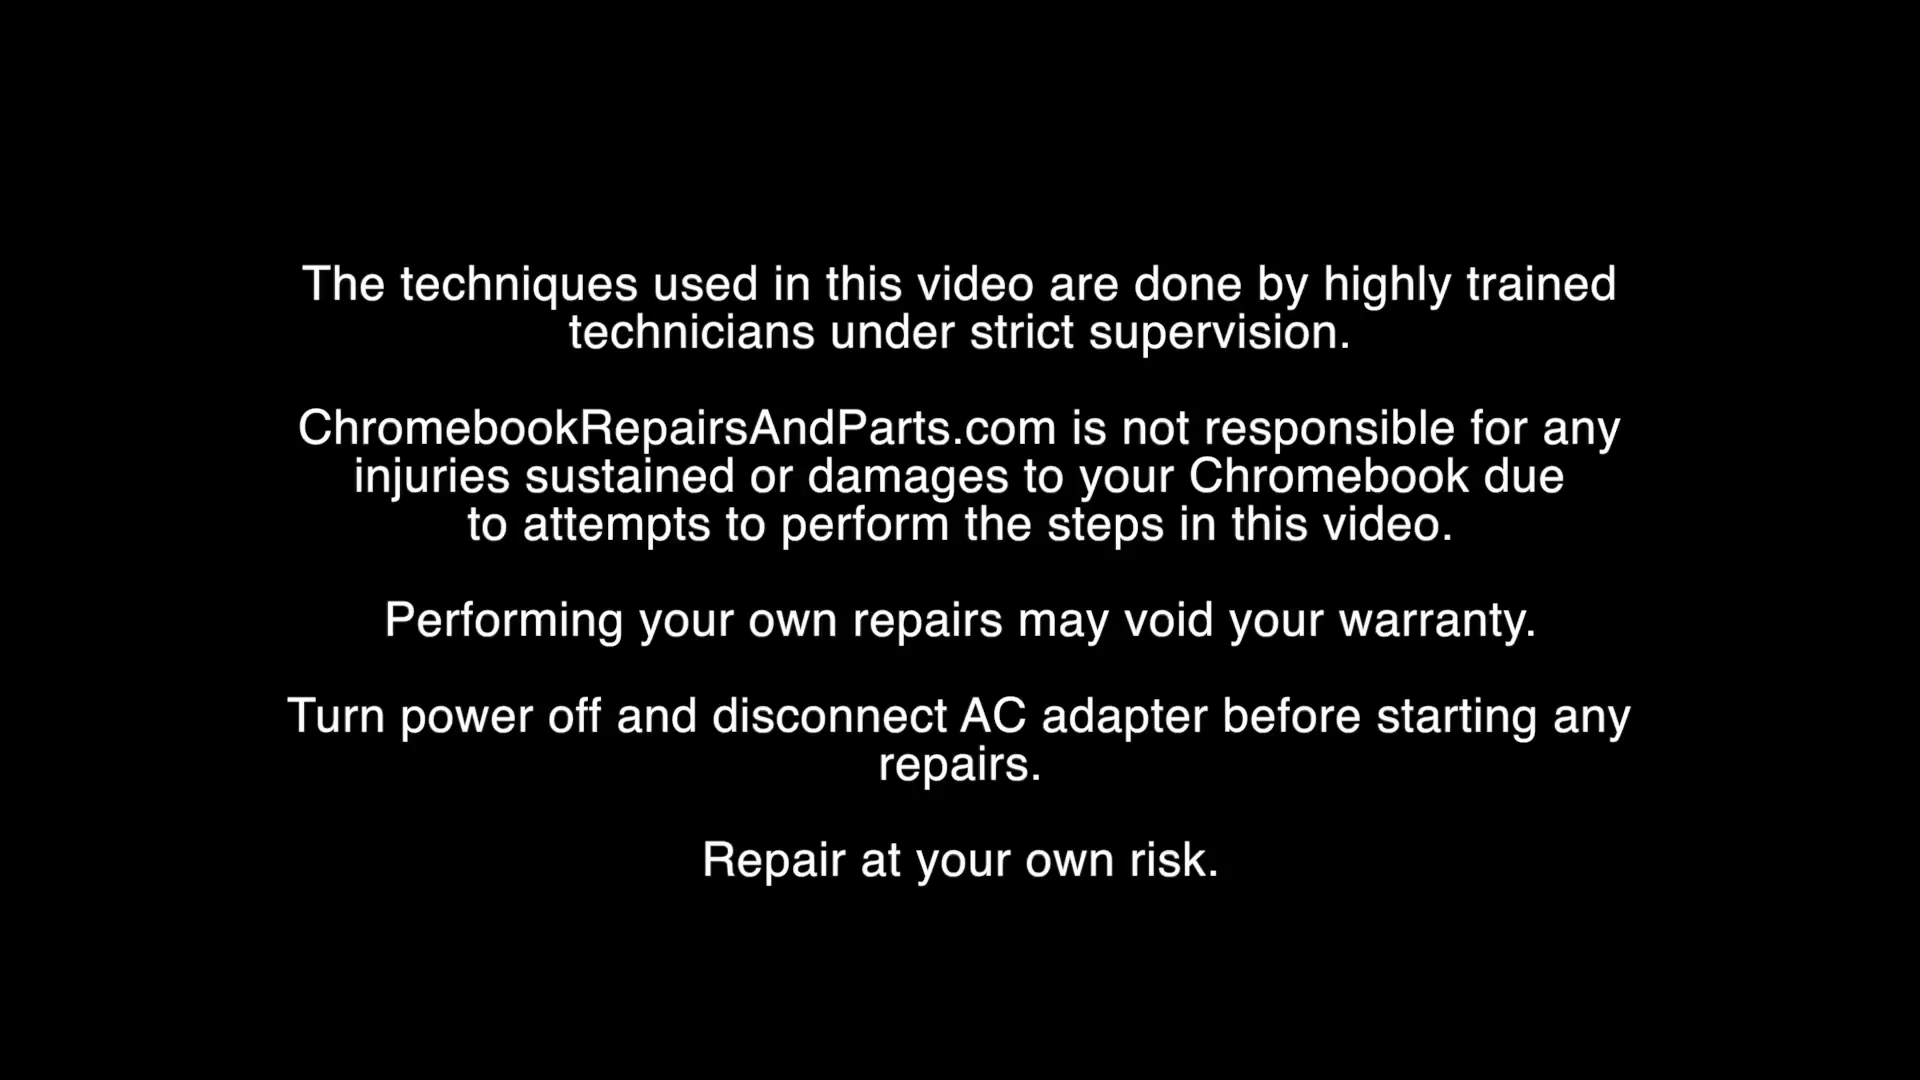 The techniques used in this video are done by highly trained
technicians under strict supervision.
ChromebookRepairsAndParts.com is not responsible for any
injuries sustained or damages to your Chromebook due
to attempts to perform the steps in this video.
Performing your own repairs may void your warranty.
Turn power off and disconnect AC adapter before starting any
repairs.
Repair at your own risk.